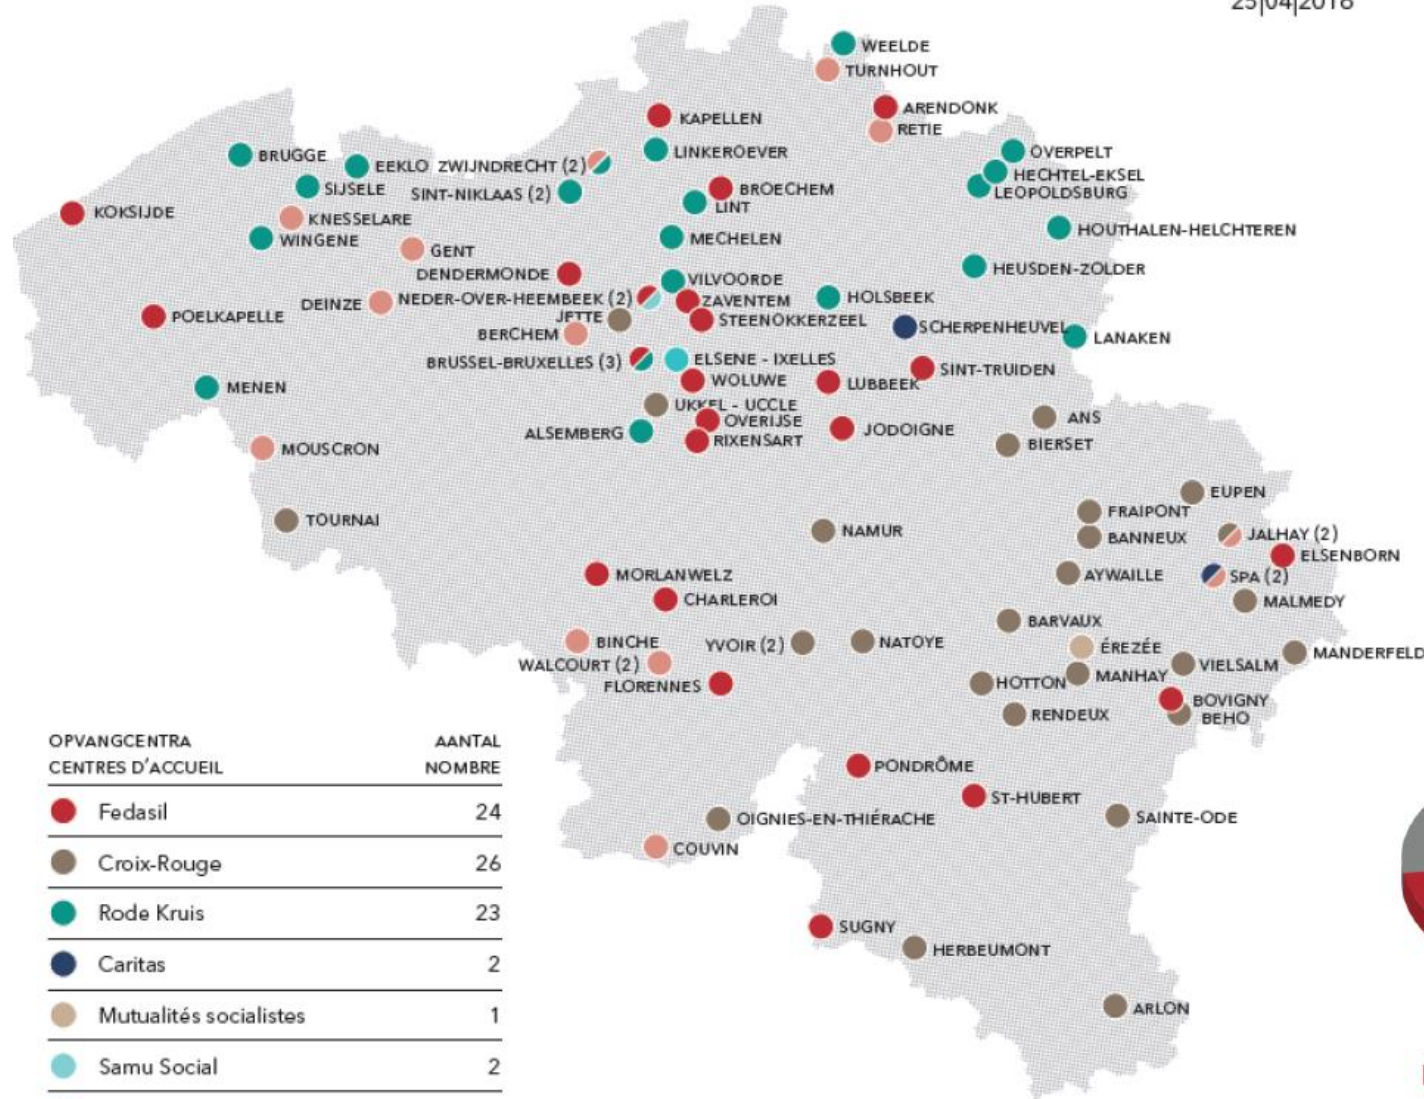 25|04|2018
WEELDE
TURNHOUT
ARENDONK
KAPELLEN
RETIE
LINKEROEVER
OVERPELT
BRUGGE
EEKLO
ZWIJNDRECHT (2)
HECHTEL-EKSEL
SIJSELE
SINT-NIKLAAS (2)
BROECHEM
LEOPOLDSBURG
LINT
KOKSIJDE
KNESSELARE
HOUTHALEN-HELCHTEREN
WINGENE
MECHELEN
GENT
DENDERMONDE
HEUSDEN-ZOLDER
VILVOORDE
DEINZE
NEDER-OVER-HEEMBEEK (2)
ZAVENTEM
HOLSBEEK
POELKAPELLE
JETTE
STEENOKKERZEEL
SCHERPENHEUVEL
BERCHEM
LANAKEN
BRUSSEL-BRUXELLES (3)
ELSENE - IXELLES
SINT-TRUIDEN
MENEN
WOLUWE
LUBBEEK
UKKEL - UCCLE
ANS
OVERIJSE
ALSEMBERG
JODOIGNE
RIXENSART
BIERSET
MOUSCRON
EUPEN
FRAIPONT
TOURNAI
NAMUR
BANNEUX
JALHAY (2)
ELSENBORN
MORLANWELZ
AYWAILLE
SPA (2)
CHARLEROI
MALMEDY
BARVAUX
BINCHE
YVOIR (2)
NATOYE
ÉREZÉE
MANDERFELD
WALCOURT (2)
VIELSALM
MANHAY
FLORENNES
HOTTON
BOVIGNY
RENDEUX
BEHO
PONDRÔME
ST-HUBERT
OIGNIES-EN-THIÉRACHE
SAINTE-ODE
COUVIN
SUGNY
HERBEUMONT
ARLON
OPVANGCENTRA AANTAL
CENTRES D'ACCUEIL NOMBRE
Fedasil 24
Croix-Rouge 26
Rode Kruis 23
Caritas 2
Mutualités socialistes 1
Samu Social 2